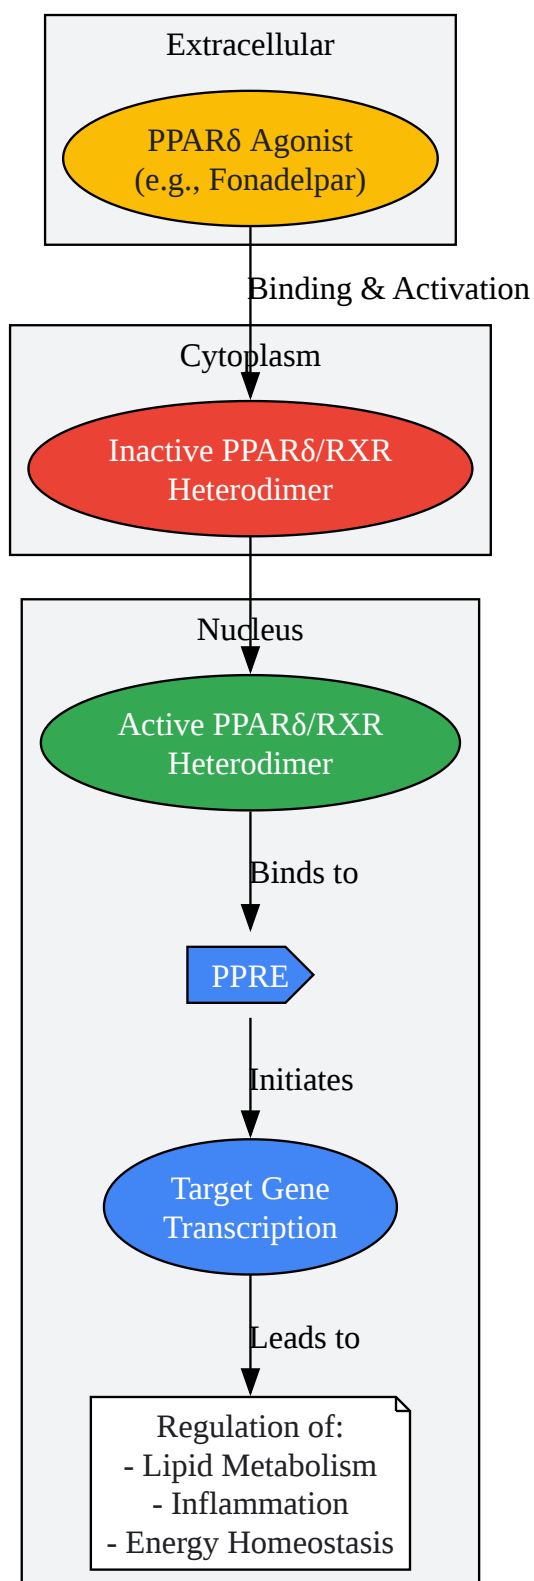 Extracellular
PPARδ Agonist
(e.g., Fonadelpar)
Binding & Activation
Cytoplasm
Inactive PPARδ/RXR
Heterodimer
Nucleus
Active PPARδ/RXR
Heterodimer
Binds to
PPRE
Initiates
Target Gene
Transcription
Leads to
Regulation of:
- Lipid Metabolism
- Inflammation
- Energy Homeostasis